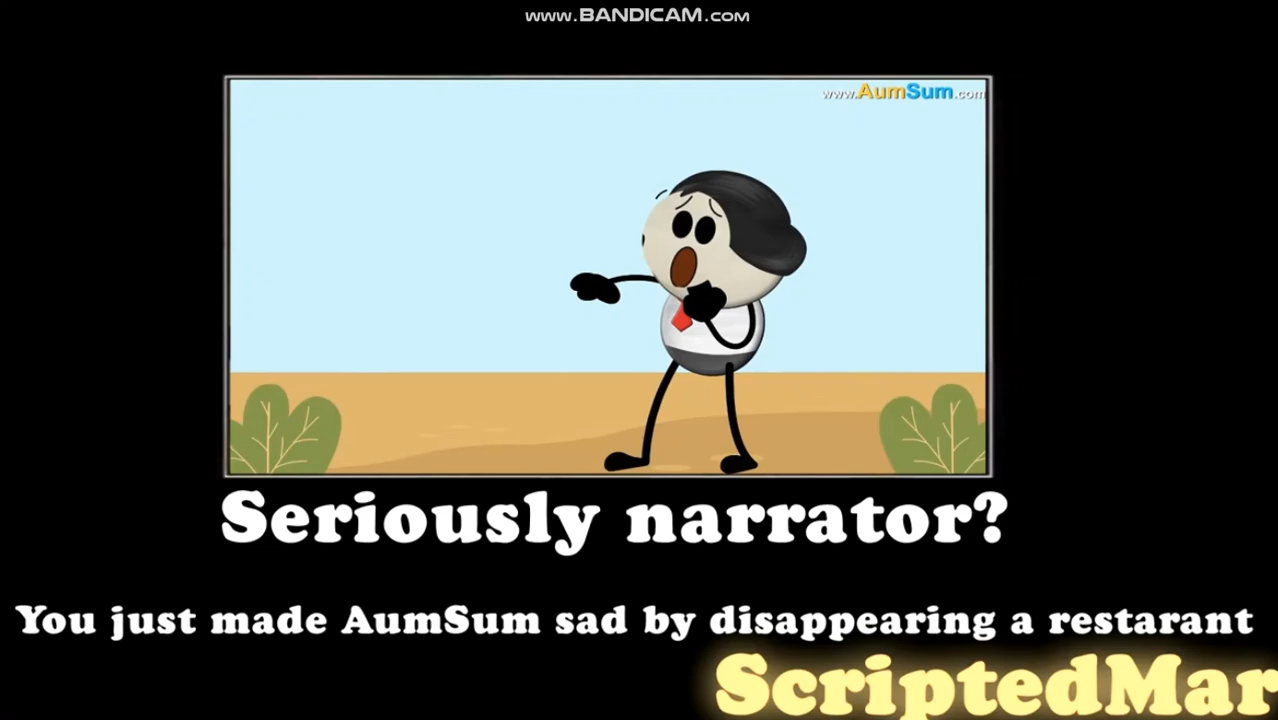 www.BANDICAM.com
www.AumSum.com
Seriously narrator?
You just made AumSum sad by disappearing a restarant
ScriptedMar